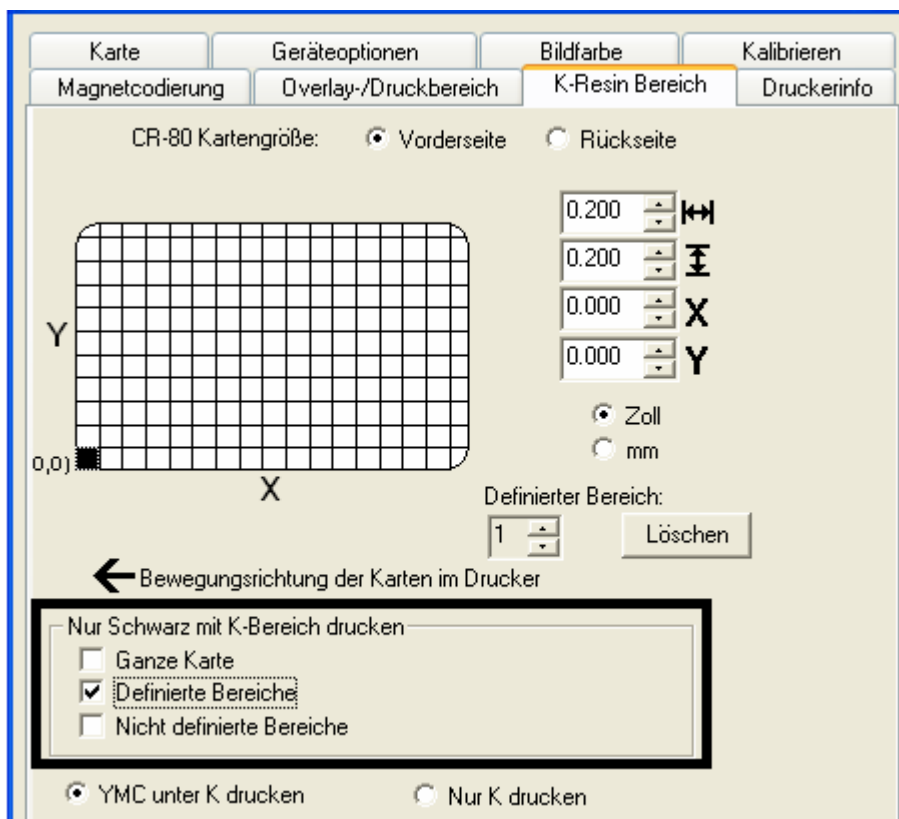 Karte Geräteoptionen Bildfarbe Kalibrieren
Magnetcodierung Overlay-/Druckbereich K-Resin Bereich Druckerinfo
CR-80 Kartengröße: Vorderseite Rückseite
0.200
0.200
0.000 X
0.000 Y
Y
Zoll
mm
0,0)
X
Definierter Bereich:
1 Löschen
Bewegungsrichtung der Karten im Drucker
Nur Schwarz mit K-Bereich drucken
Ganze Karte
Definierte Bereiche
Nicht definierte Bereiche
YMC unter K drucken Nur K drucken